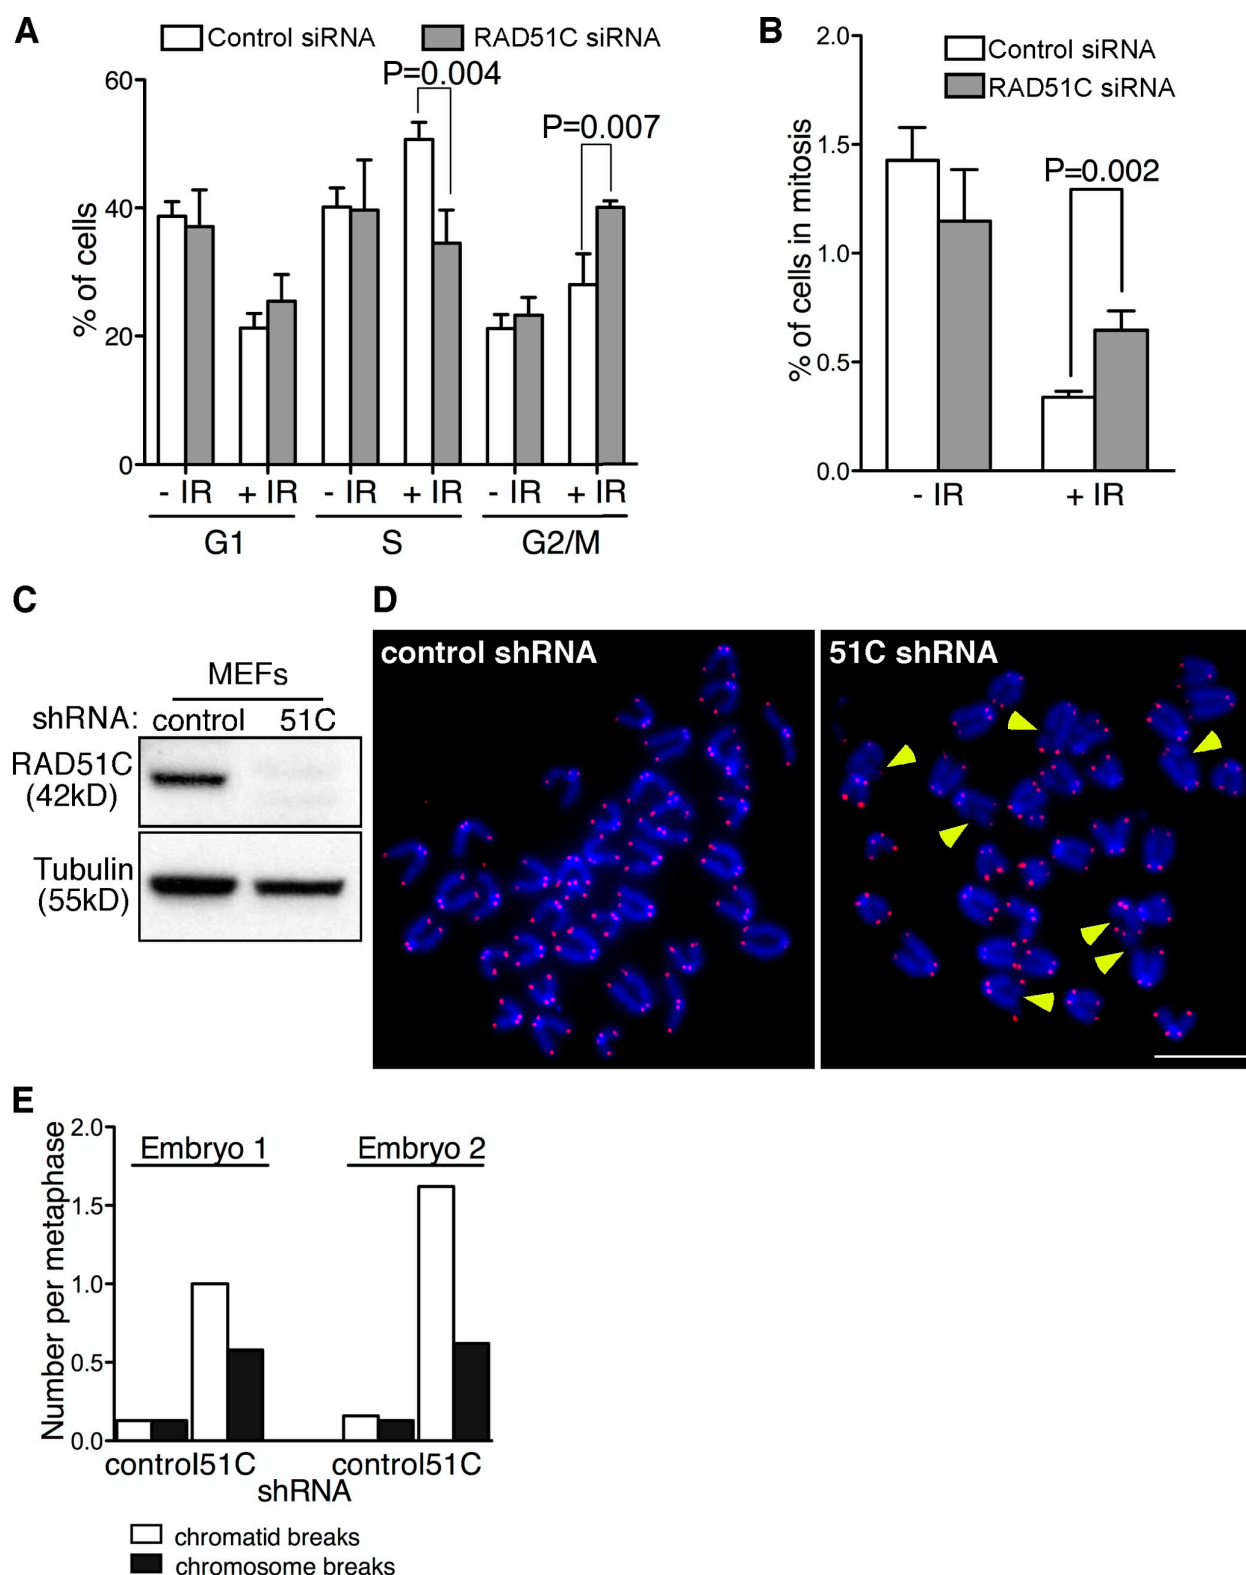 A
Control siRNA
RAD51C siRNA
P=0.004
P=0.007
% of cells
60
40
20
0
- IR + IR - IR + IR - IR + IR
G1 S G2/M
B
Control siRNA
RAD51C siRNA
P=0.002
% of cells in mitosis
2.0
1.5
1.0
0.5
0.0
- IR + IR
C
MEFs
shRNA: control 51C
RAD51C
(42kD)
Tubulin
(55kD)
D
control shRNA
51C shRNA
E
Number per metaphase
2.0
1.5
1.0
0.5
0.0
Embryo 1 Embryo 2
control 51C control 51C
shRNA
chromatid breaks
chromosome breaks